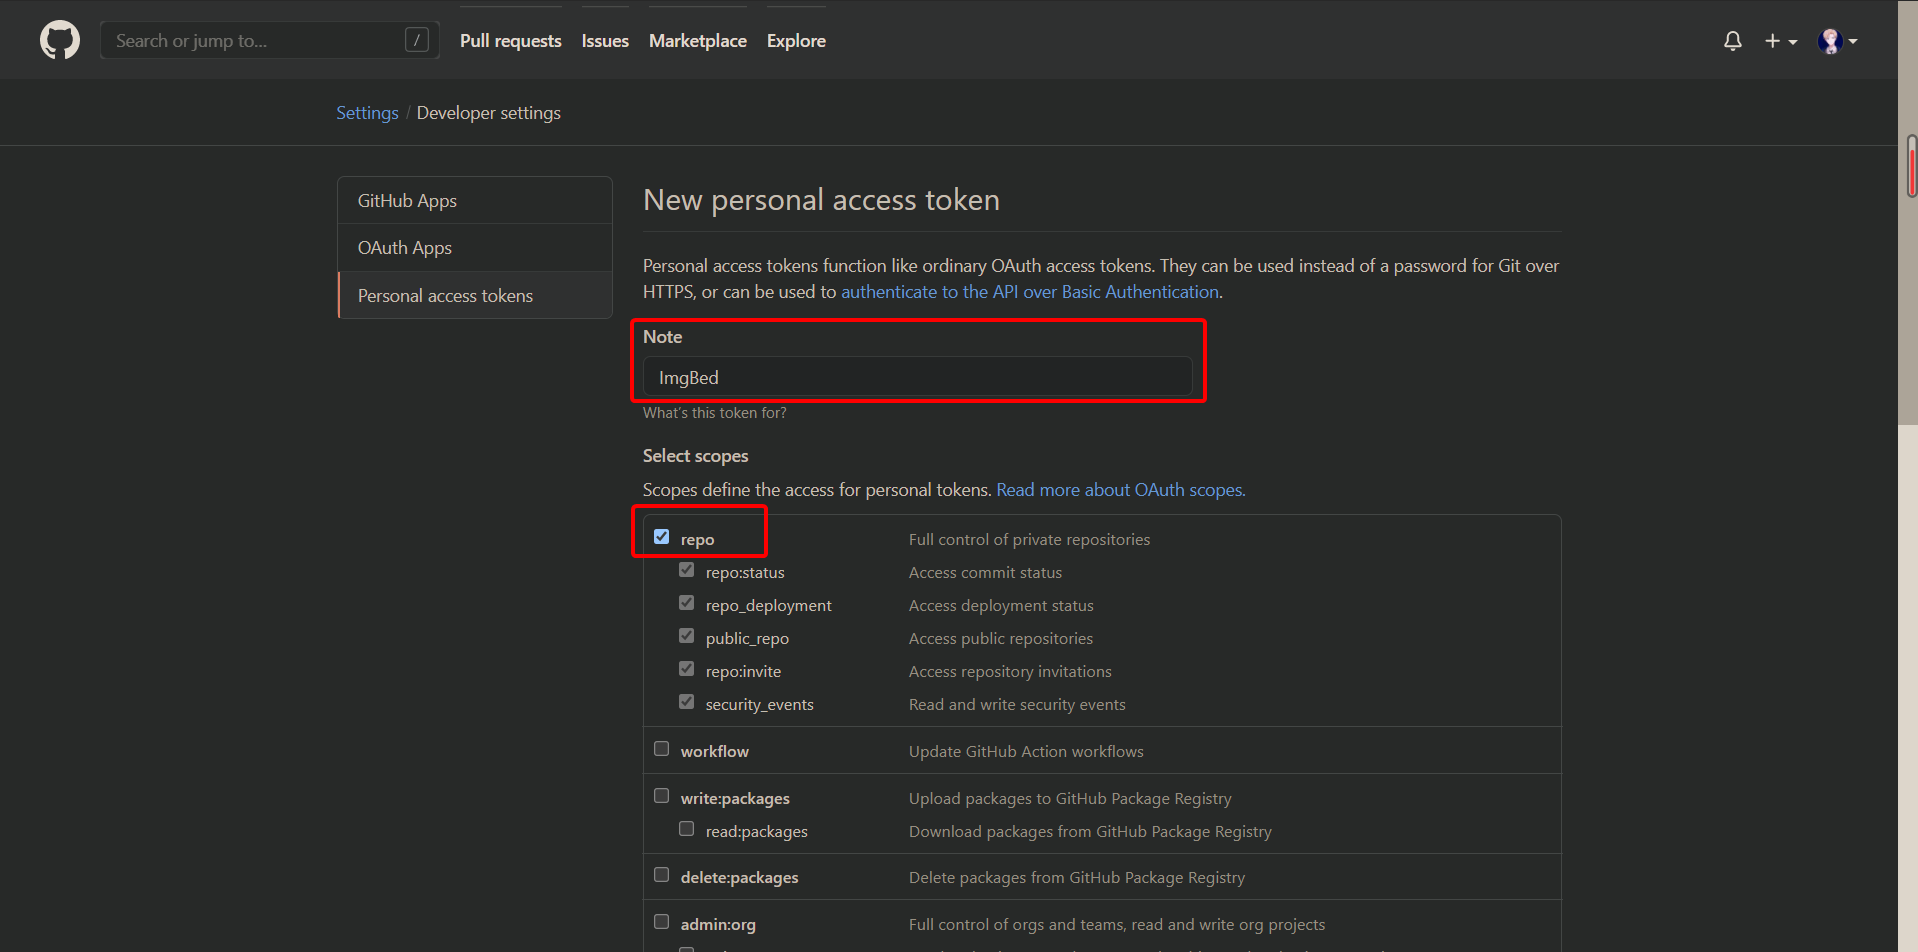 Search or jump to... /
Pull requests Issues Marketplace Explore
Settings / Developer settings
GitHub Apps
OAuth Apps
Personal access tokens
New personal access token
Personal access tokens function like ordinary OAuth access tokens. They can be used instead of a password for Git over
HTTPS, or can be used to authenticate to the API over Basic Authentication.
Note
ImgBed
What's this token for?
Select scopes
Scopes define the access for personal tokens. Read more about OAuth scopes.
repo Full control of private repositories
repo:status Access commit status
repo_deployment Access deployment status
public_repo Access public repositories
repo:invite Access repository invitations
security_events Read and write security events
workflow Update GitHub Action workflows
write:packages Upload packages to GitHub Package Registry
read:packages Download packages from GitHub Package Registry
delete:packages Delete packages from GitHub Package Registry
admin:org Full control of orgs and teams, read and write org projects